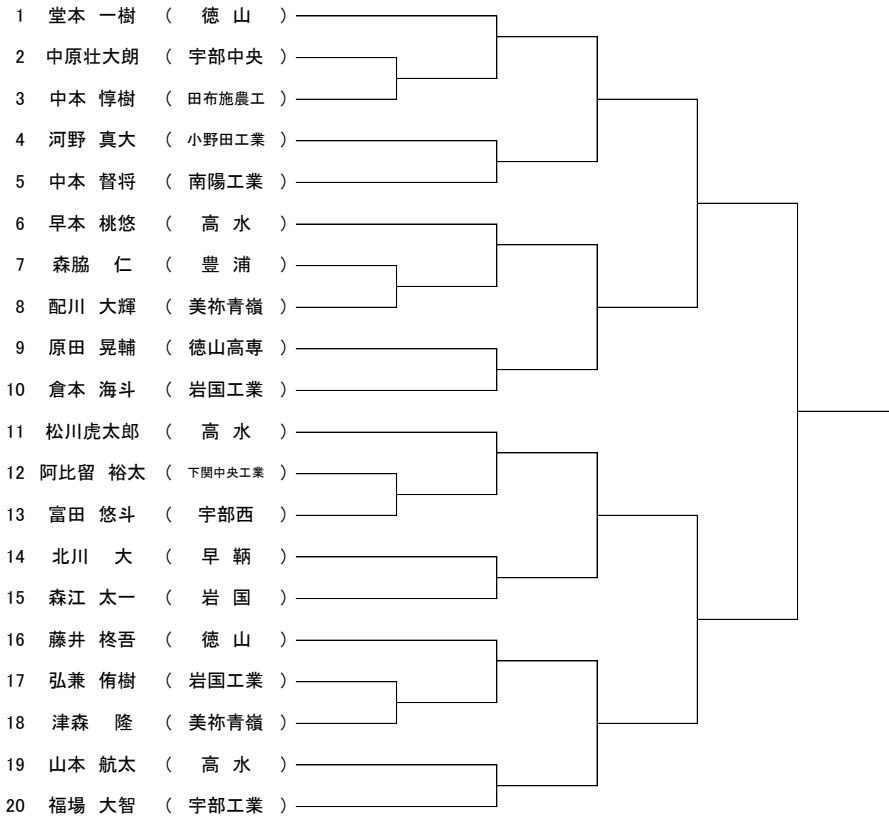 1 堂本 一樹 ( 徳 山 )
2 中原壮大朗 ( 宇部中央 )
3 中本 惇樹 ( 田布施農工 )
4 河野 真大 ( 小野田工業 )
5 中本 督将 ( 南陽工業 )
6 早本 桃悠 ( 高 水 )
7 森脇 仁 ( 豊 浦 )
8 配川 大輝 ( 美祢青嶺 )
9 原田 晃輔 ( 徳山高専 )
10 倉本 海斗 ( 岩国工業 )
11 松川虎太郎 ( 高 水 )
12 阿比留 裕太 ( 下関中央工業 )
13 富田 悠斗 ( 宇部西 )
14 北川 大 ( 早 鞆 )
15 森江 太一 ( 岩 国 )
16 藤井 柊吾 ( 徳 山 )
17 弘兼 侑樹 ( 岩国工業 )
18 津森 隆 ( 美祢青嶺 )
19 山本 航太 ( 高 水 )
20 福場 大智 ( 宇部工業 )